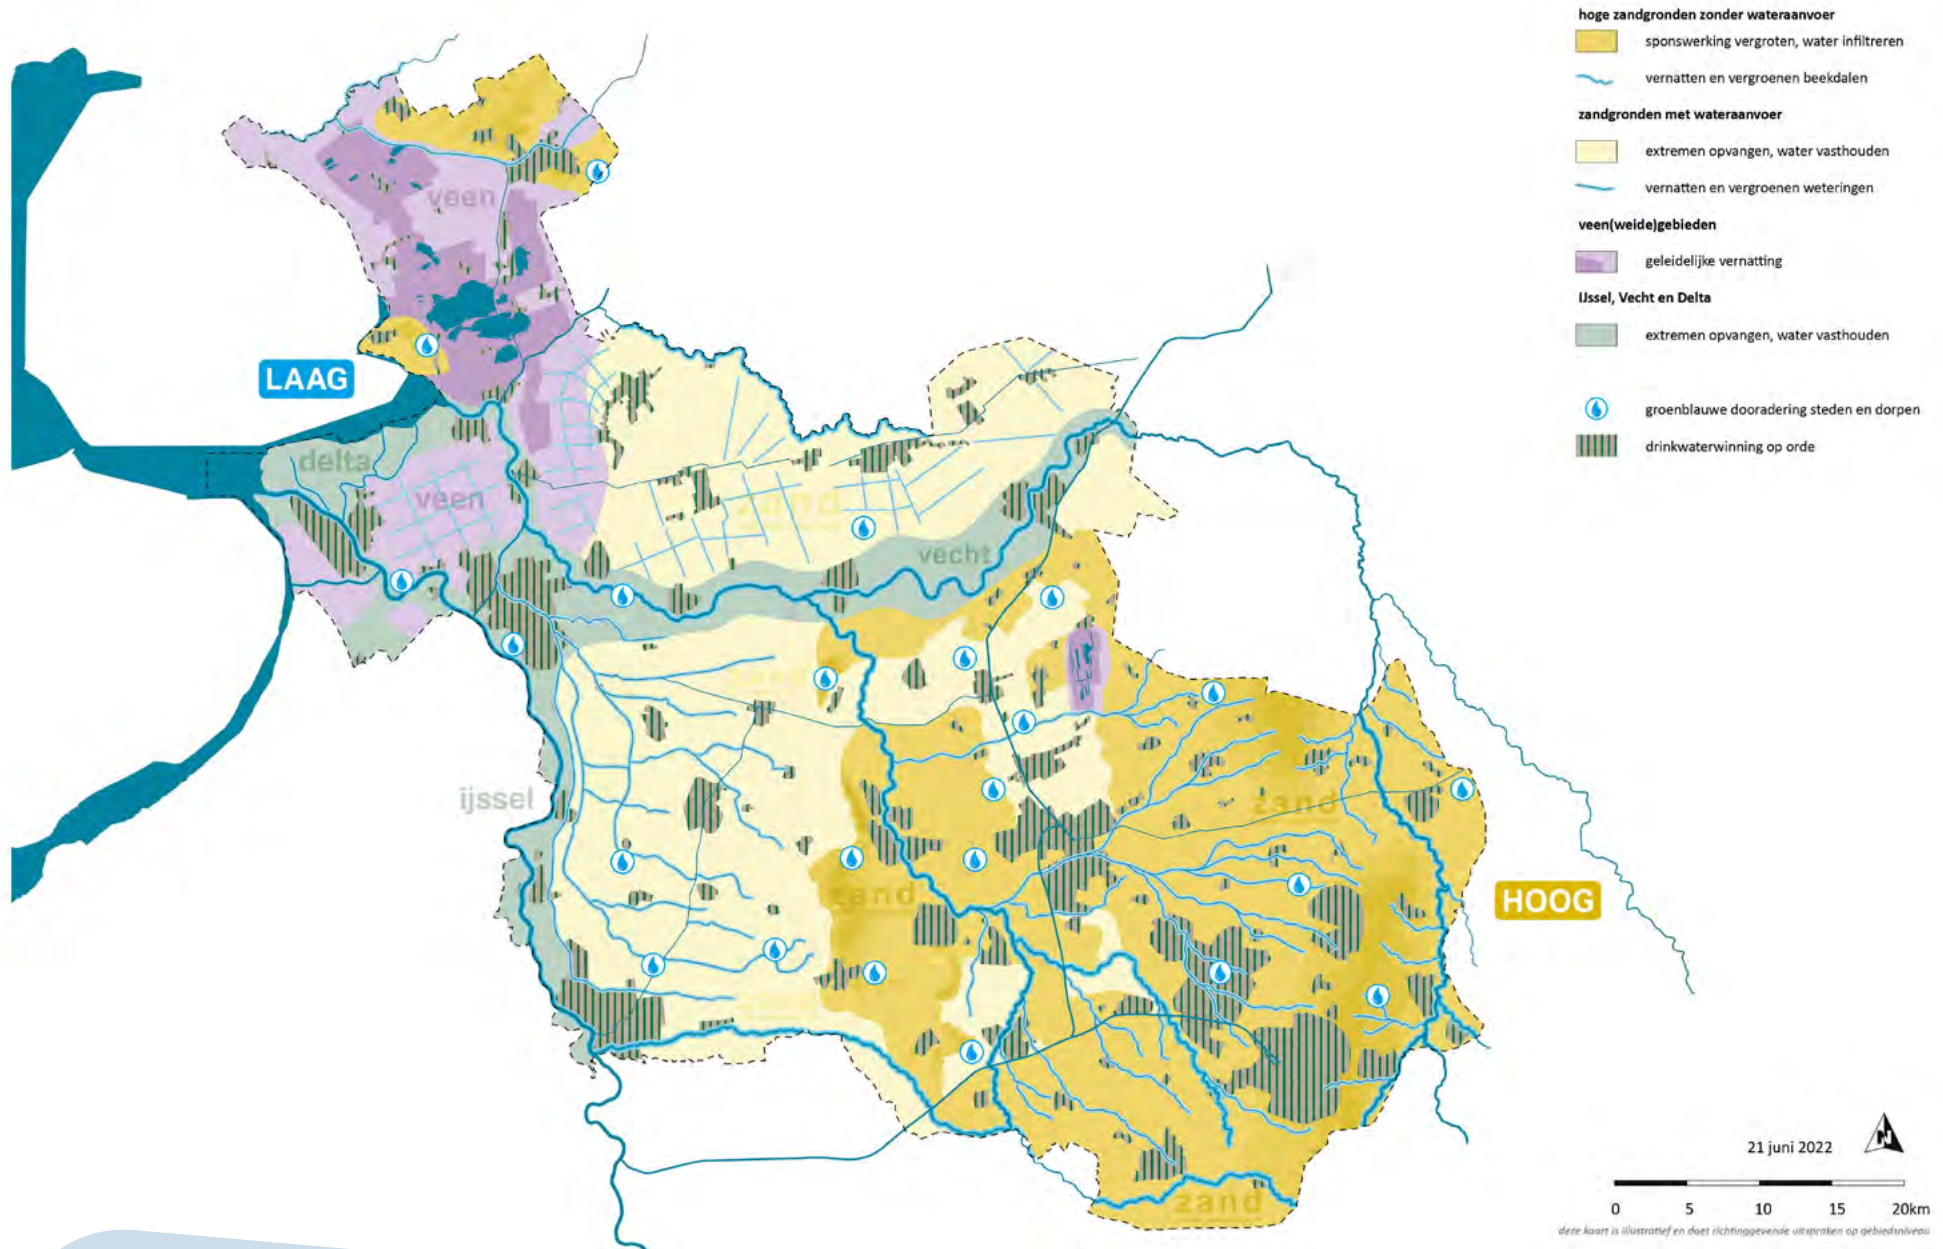 hoge zandgronden zonder wateraanvoer
sponswerking vergroten, water infiltreren
vernatten en vergroenen beekdalen
zandgronden met wateraanvoer
extremen opvangen, water vasthouden
vernatten en vergroenen weteringen
veen(weide)gebieden
geleidelijke vernatting
IJssel, Vecht en Delta
extremen opvangen, water vasthouden
groenblauwe dooradering steden en dorpen
drinkwaterwinning op orde
veen
LAAG
delta
veen
zand
vecht
ijssel
zand
zand
HOOG
zand
21 juni 2022
N
0 5 10 15 20km
deze kaart is illustratief en doet richtinggevende uitspraken op gebiedsniveau